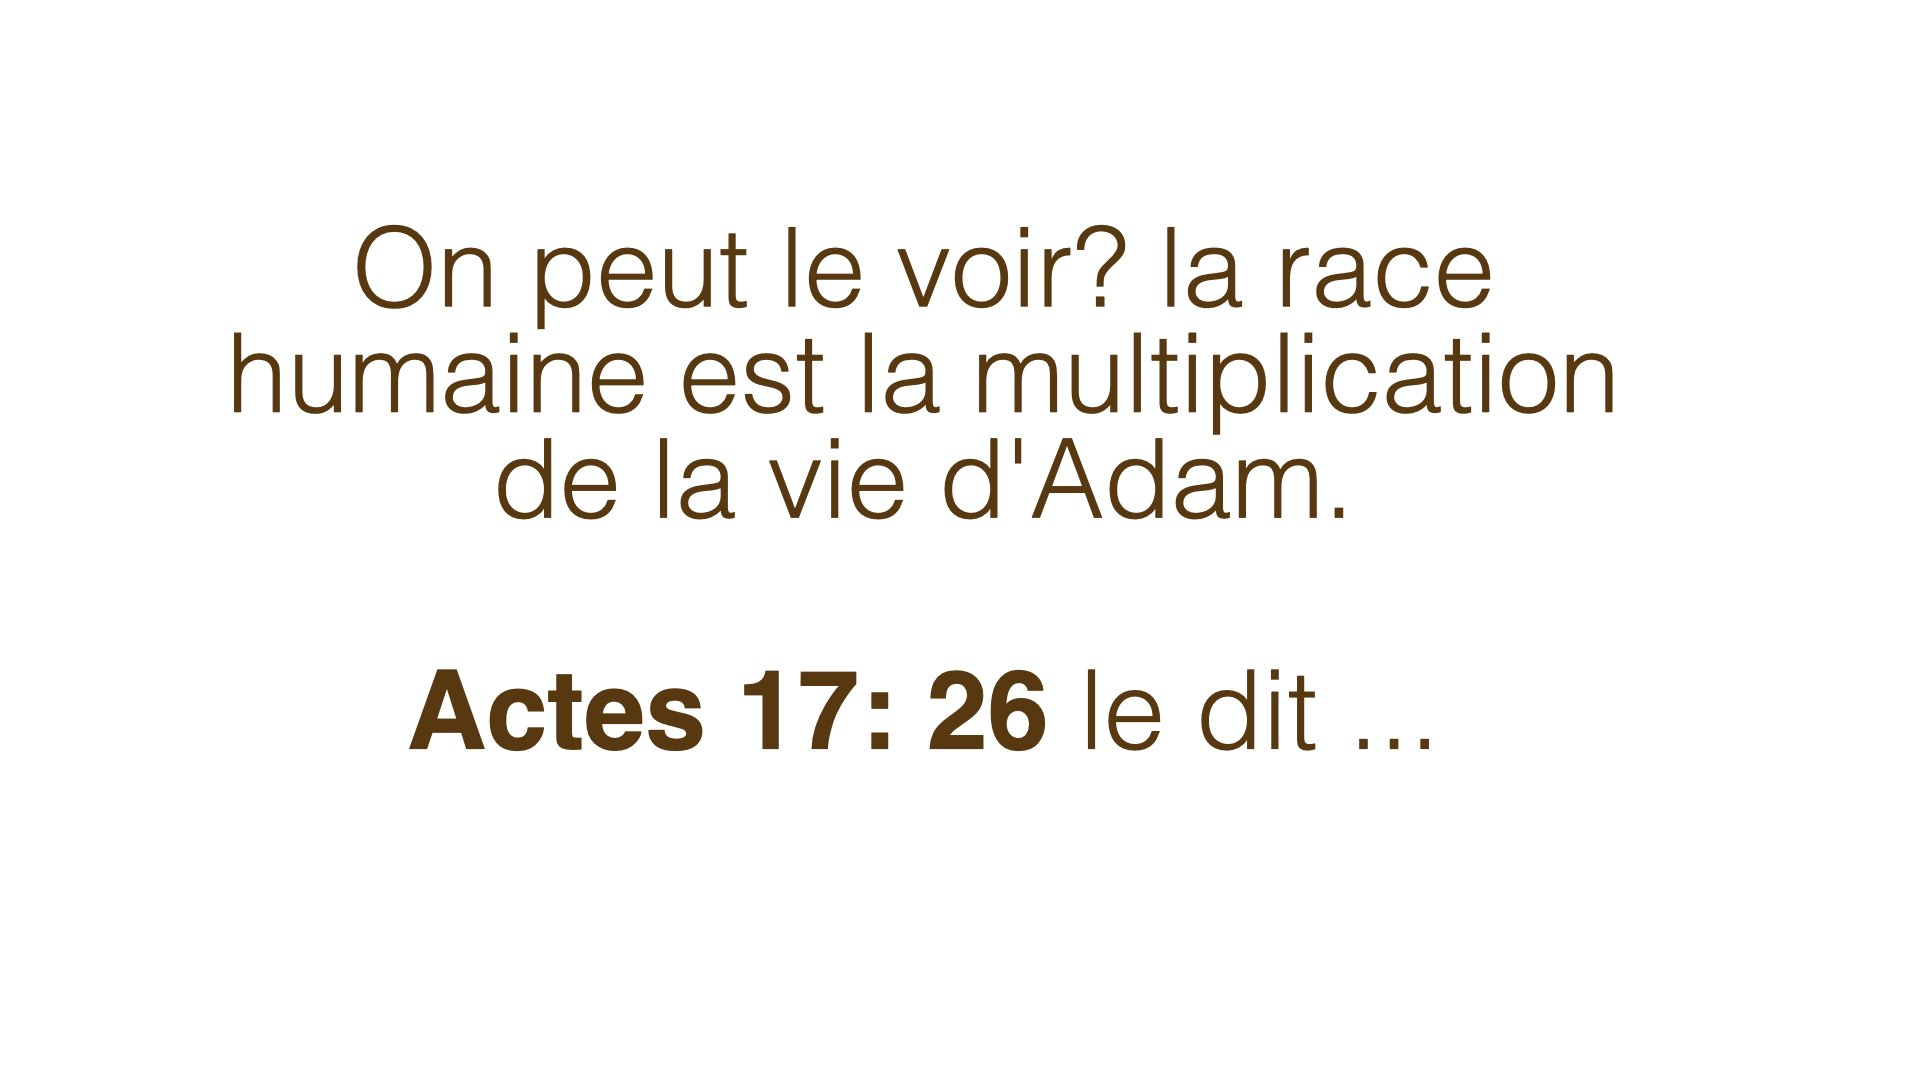 On peut le voir? la race
humaine est la multiplication
de la vie d'Adam.
Actes 17: 26 le dit ...